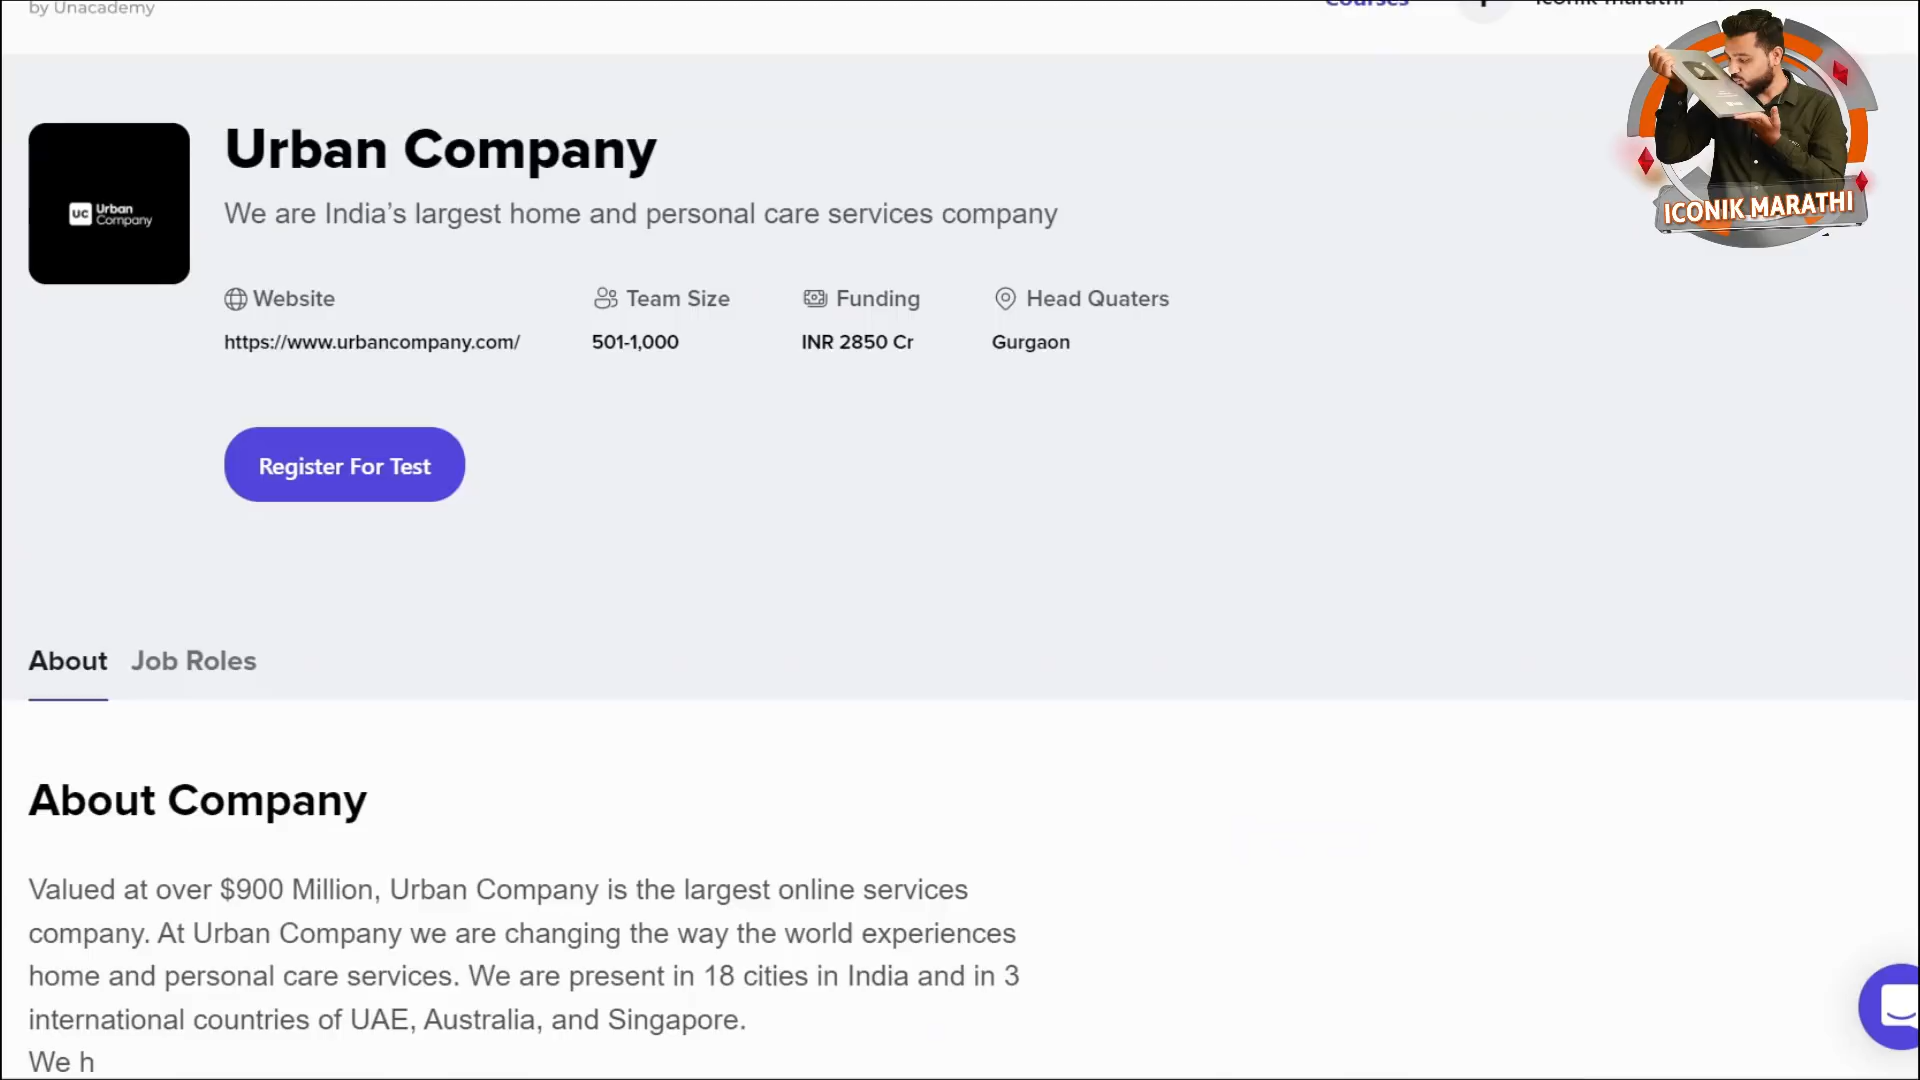 by Unacademy
Courses
iconik marathi
ICONIK MARATHI
Urban Company
We are India's largest home and personal care services company
UC Urban
Company
Website
Team Size
Funding
Head Quaters
https://www.urbancompany.com/
501-1,000
INR 2850 Cr
Gurgaon
Register For Test
About
Job Roles
About Company
Valued at over $900 Million, Urban Company is the largest online services
company. At Urban Company we are changing the way the world experiences
home and personal care services. We are present in 18 cities in India and in 3
international countries of UAE, Australia, and Singapore.
We h